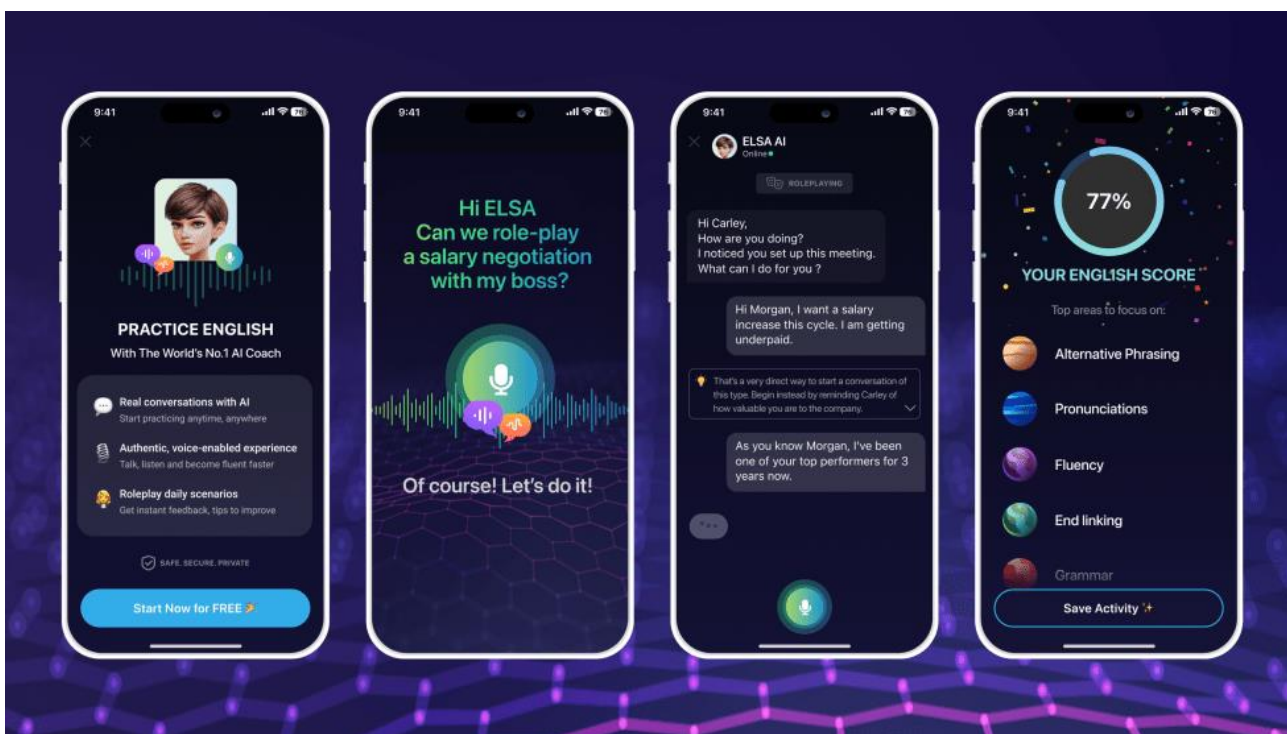 9:41
76
PRACTICE ENGLISH
With The World's No.1 AI Coach
Real conversations with AI
Start practicing anytime, anywhere
Authentic, voice-enabled experience
Talk, listen and become fluent faster
Roleplay daily scenarios
Get instant feedback, tips to improve
SAFE. SECURE. PRIVATE
Start Now for FREE
9:41
76
Hi ELSA
Can we role-play
a salary negotiation
with my boss?
Of course! Let's do it!
9:41
76
ELSA AI
Online
ROLEPLAYING
Hi Carley,
How are you doing?
I noticed you set up this meeting.
What can I do for you ?
Hi Morgan, I want a salary
increase this cycle. I am getting
underpaid.
That's a very direct way to start a conversation of
this type. Begin instead by reminding Carley of
how valuable you are to the company.
As you know Morgan, I've been
one of your top performers for 3
years now.
9:41
76
77%
YOUR ENGLISH SCORE
Top areas to focus on:
Alternative Phrasing
Pronunciations
Fluency
End linking
Grammar
Save Activity